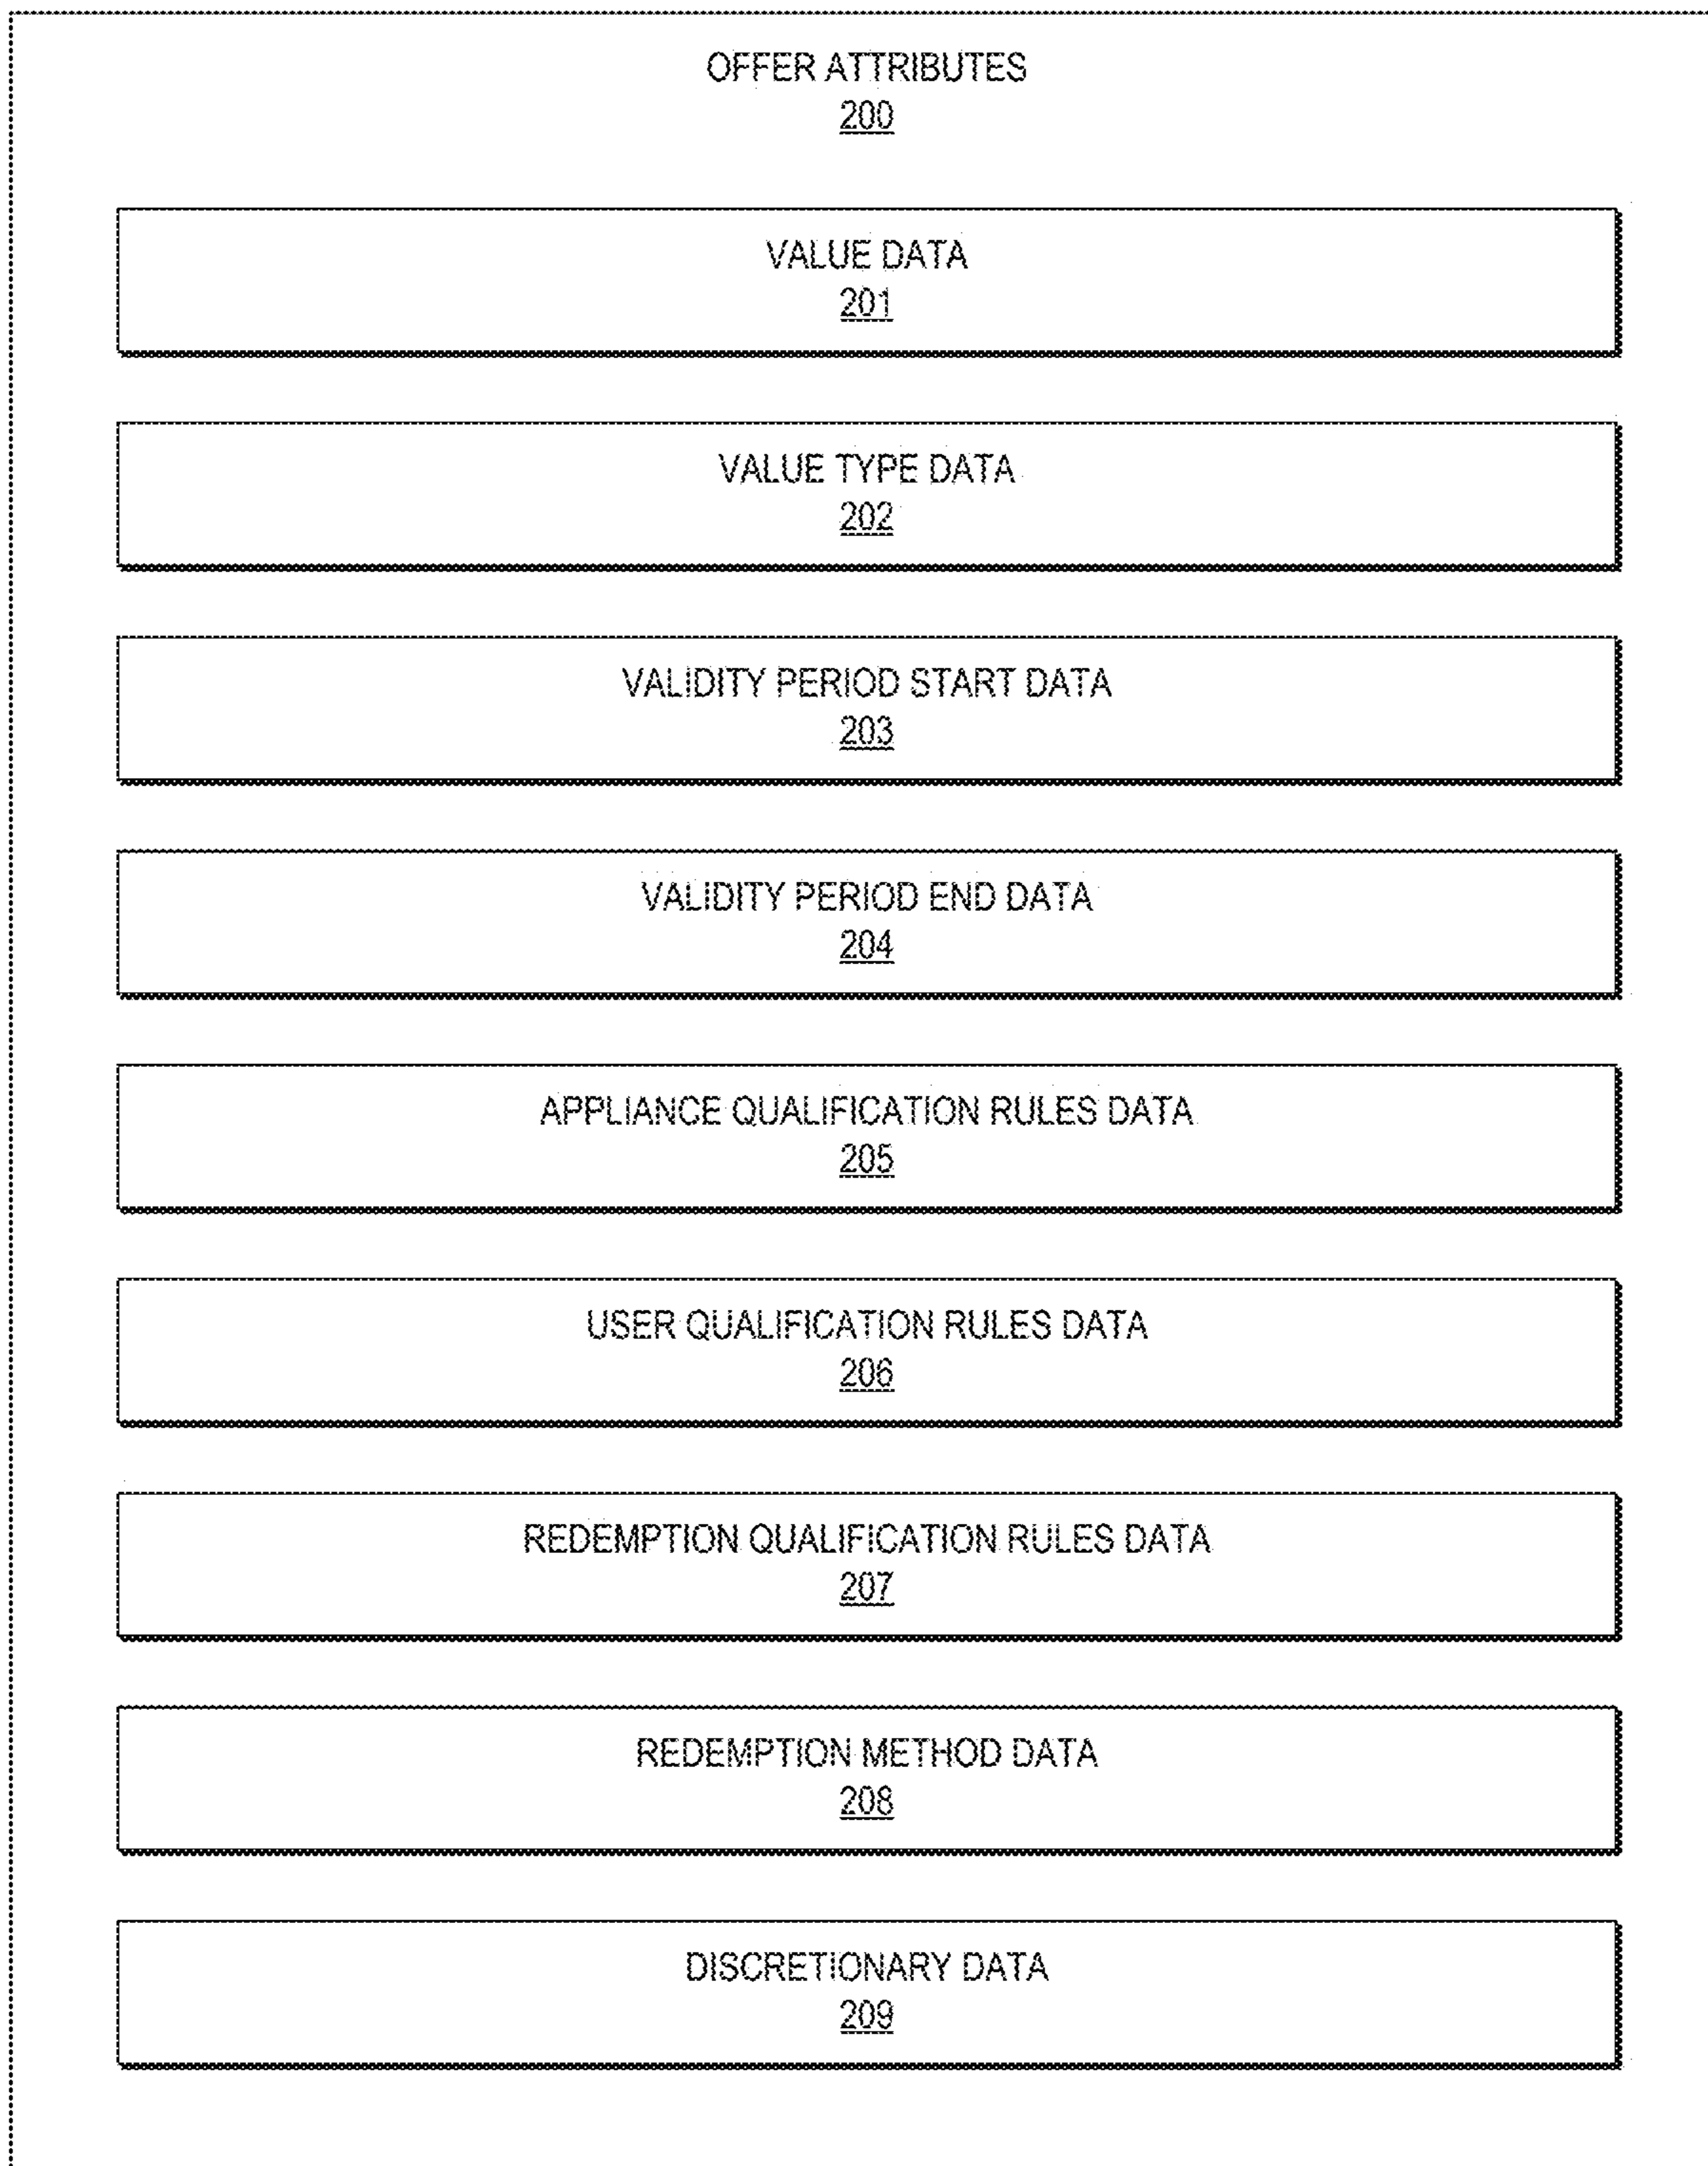 OFFER ATTRIBUTES
200
VALUE DATA
201
VALUE TYPE DATA
202
VALIDITY PERIOD START DATA
203
VALIDITY PERIOD END DATA
204
APPLIANCE QUALIFICATION RULES DATA
205
USER QUALIFICATION RULES DATA
206
REDEMPTION QUALIFICATION RULES DATA
207
REDEMPTION METHOD DATA
208
DISCRETIONARY DATA
209